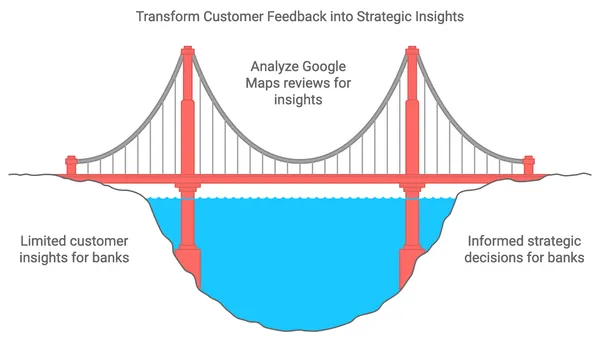 Transform Customer Feedback into Strategic Insights
Analyze Google
Maps reviews for
insights
Limited customer
insights for banks
Informed strategic
decisions for banks